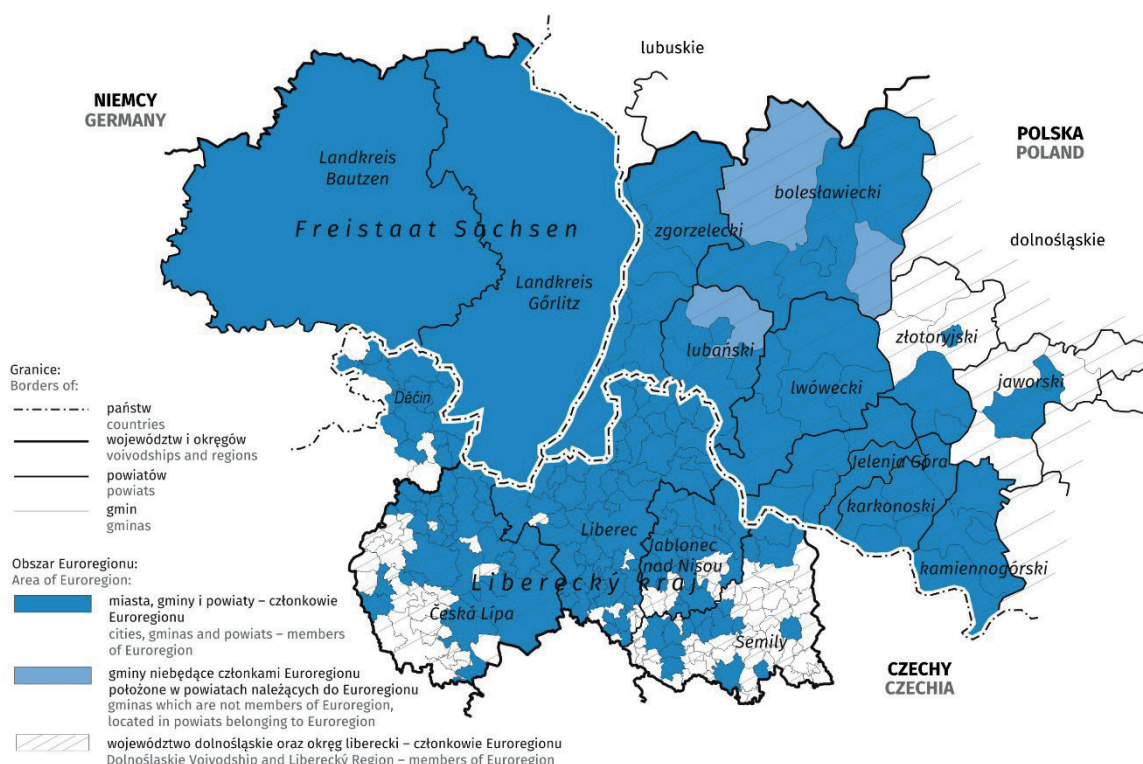 lubuskie
NIEMCY
GERMANY
POLSKA
POLAND
Landkreis
Bautzen
bolesławiecki
Freistaat Sachsen
zgorzelecki
dolnośląskie
Landkreis
Görlitz
złotoryjski
lubański
jaworski
lwówecki
Děčín
Jelenia Góra
karkonoski
Liberec
Jablonec
nad Nisou
kamiennogórski
Liberecký kraj
Česká Lípa
Semily
CZECHY
CZECHIA
Granice:
Borders of:
państw
countries
województw i okręgów
voivodships and regions
powiatów
powiats
gmin
gminas
Obszar Euroregionu:
Area of Euroregion:
miasta, gminy i powiaty – członkowie
Euroregionu
cities, gminas and powiats – members
of Euroregion
gminy niebędące członkami Euroregionu
położone w powiatach należących do Euroregionu
gminas which are not members of Euroregion,
located in powiats belonging to Euroregion
województwo dolnośląskie oraz okręg liberecki – członkowie Euroregionu
Dolnośląskie Voivodship and Liberecký Region – members of Euroregion